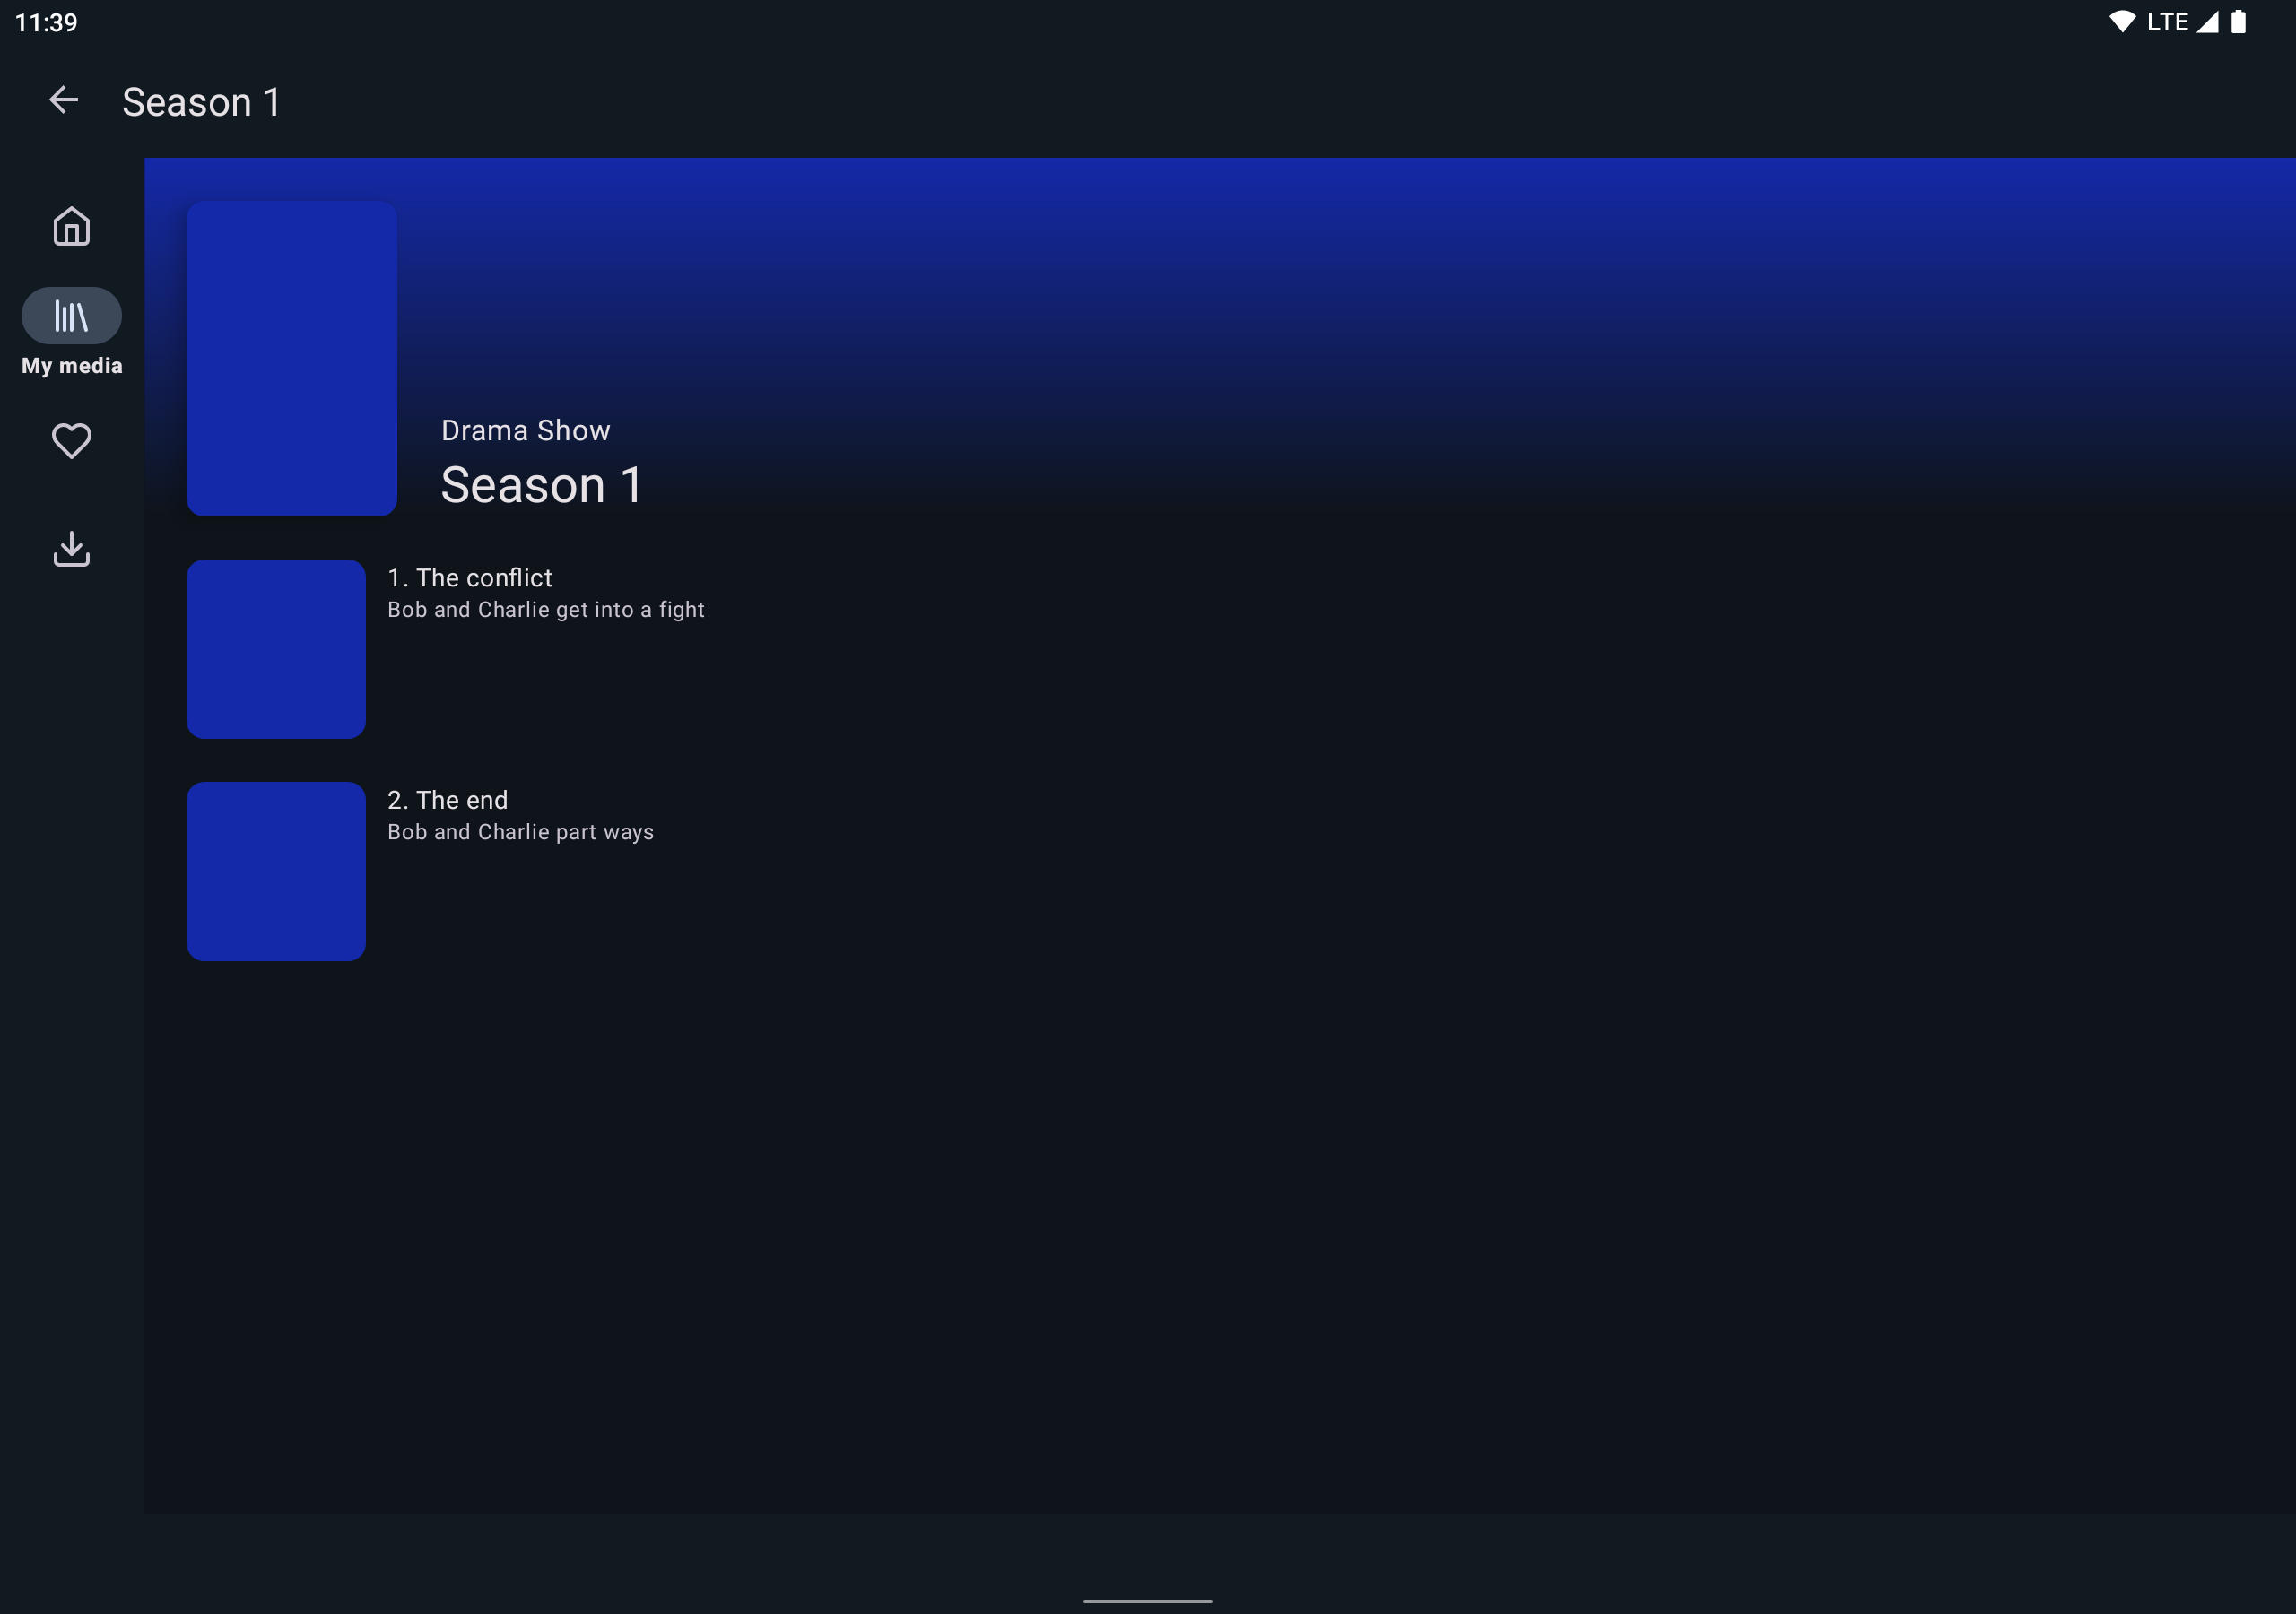 11:39
LTE
Season 1
My media
Drama Show
Season 1
1. The conflict
Bob and Charlie get into a fight
2. The end
Bob and Charlie part ways